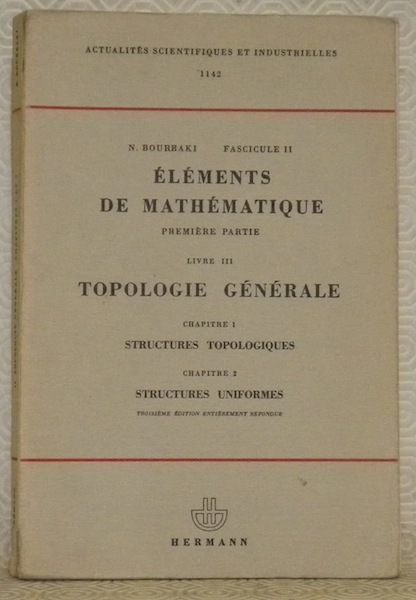 ACTUALITÉS SCIENTIFIQUES ET INDUSTRIELLES
1142
N. BOURBAKI FASCICULE II
ÉLÉMENTS
DE MATHÉMATIQUE
PREMIÈRE PARTIE
LIVRE III
TOPOLOGIE GÉNÉRALE
CHAPITRE 1
STRUCTURES TOPOLOGIQUES
CHAPITRE 2
STRUCTURES UNIFORMES
TROISIÈME ÉDITION ENTIÈREMENT REFONDUE
HERMANN